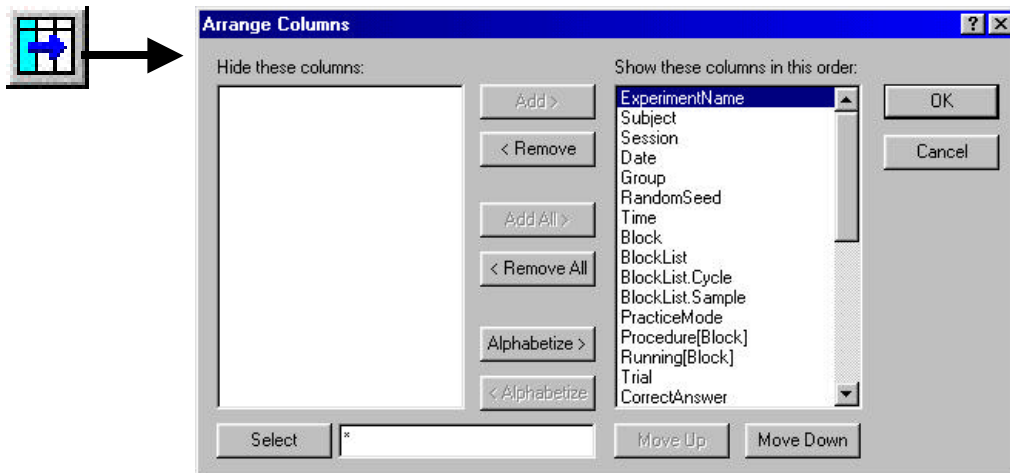 Arrange Columns
Hide these columns:
Show these columns in this order:
Add >
< Remove
Add All >
< Remove All
Alphabetize >
< Alphabetize
ExperimentName
Subject
Session
Date
Group
RandomSeed
Time
Block
BlockList
BlockList.Cycle
BlockList.Sample
PracticeMode
Procedure[Block]
Running[Block]
Trial
CorrectAnswer
OK
Cancel
Select
*
Move Up
Move Down